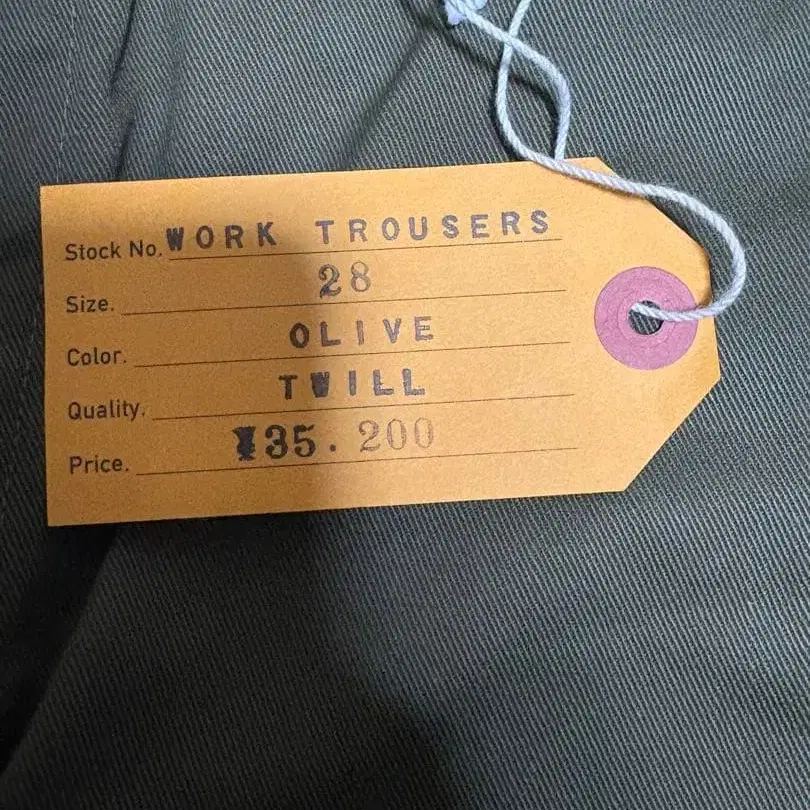 Stock No. WORK TROUSERS
Size. 28
Color. OLIVE
Quality. TWILL
Price. ¥35.200